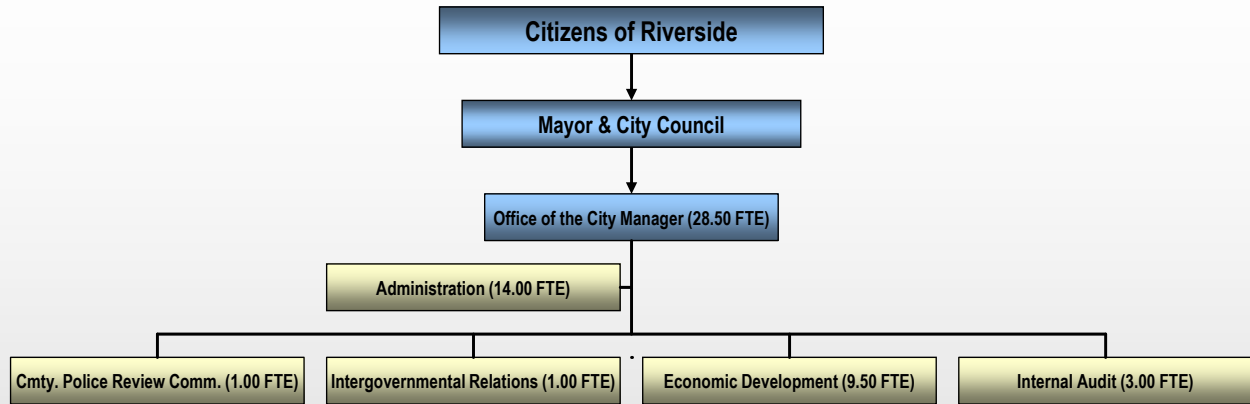 Citizens of Riverside
Mayor & City Council
Office of the City Manager (28.50 FTE)
Administration (14.00 FTE)
Cmty. Police Review Comm. (1.00 FTE)
Intergovernmental Relations (1.00 FTE)
Economic Development (9.50 FTE)
Internal Audit (3.00 FTE)